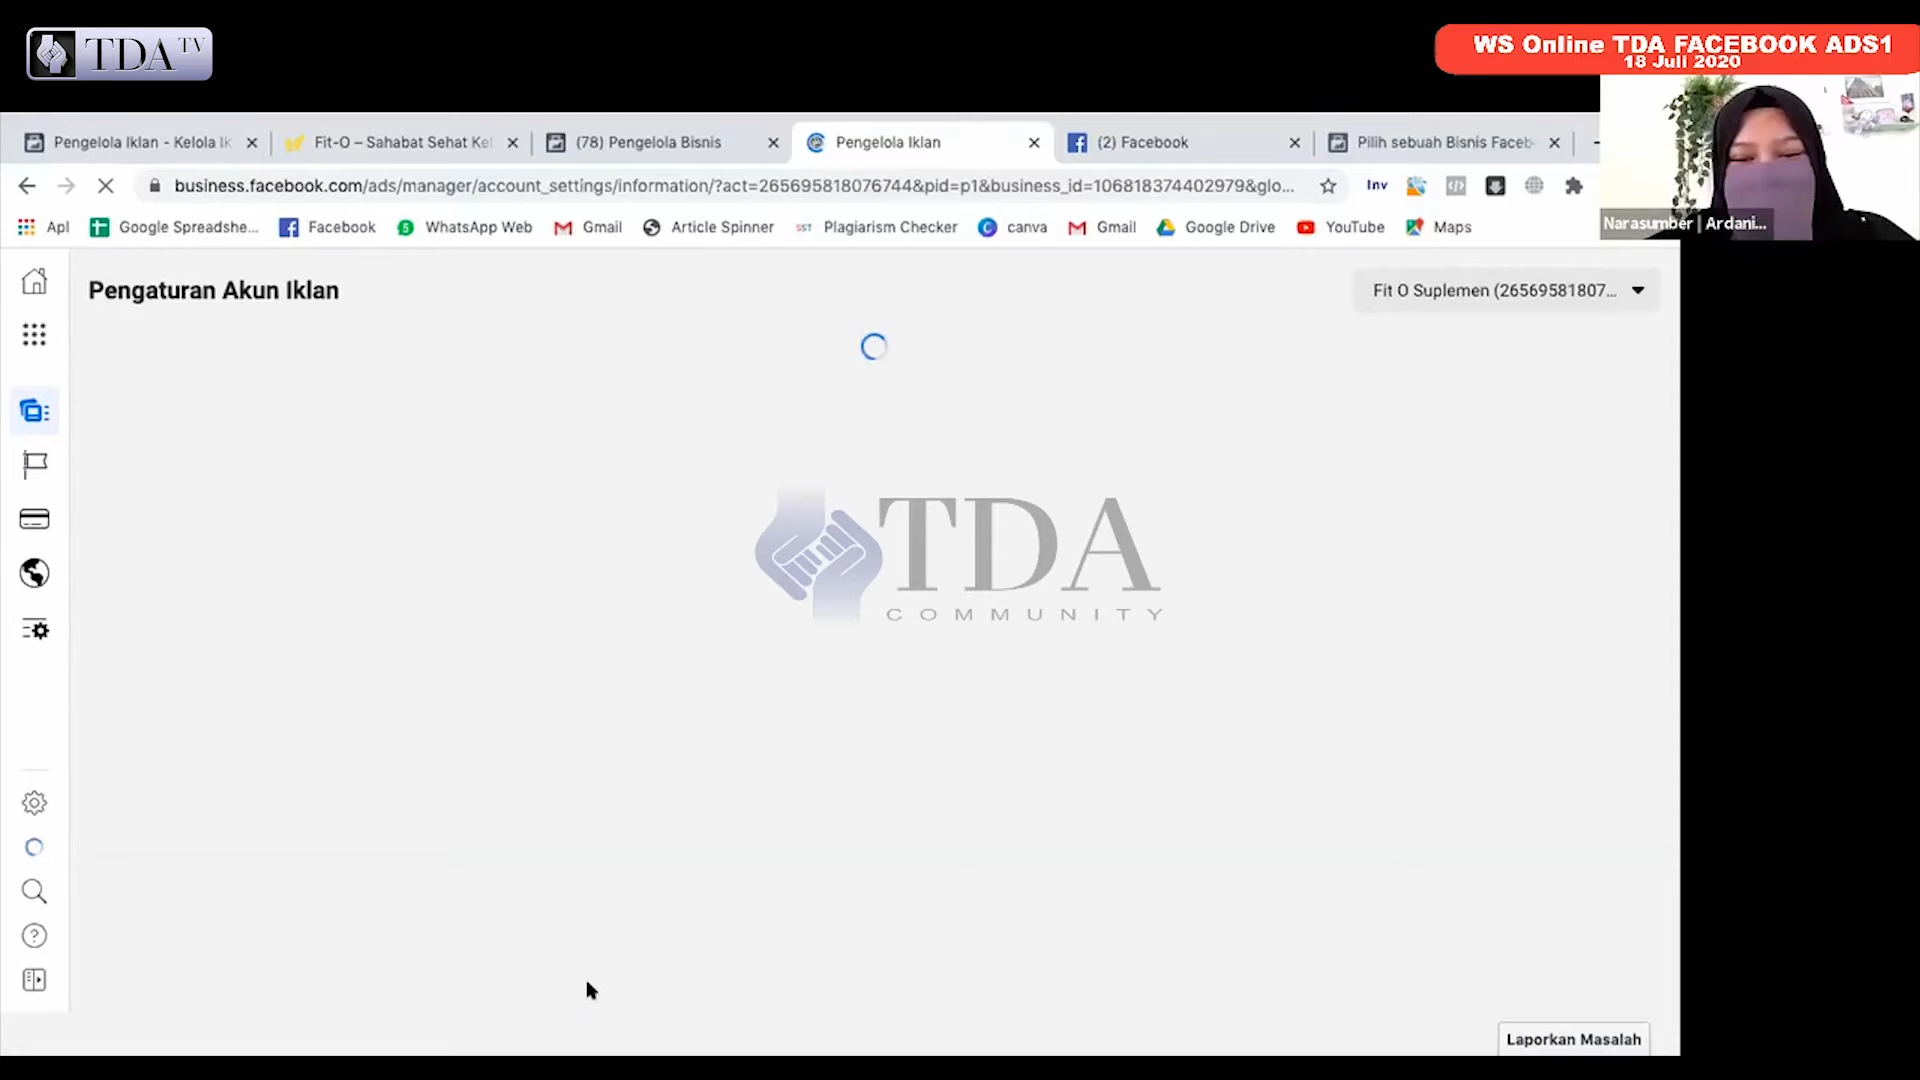 TDA TV
WS Online TDA FACEBOOK ADS1
18 Juli 2020
Pengelola Iklan - Kelola Ik
Fit-O – Sahabat Sehat Kel
(78) Pengelola Bisnis
Pengelola Iklan
(2) Facebook
Pilih sebuah Bisnis Faceb
business.facebook.com/ads/manager/account_settings/information/?act=265695818076744&pid=p1&business_id=106818374402979&glo...
Inv
Narasumber | Ardani...
Apl
Google Spreadshe...
Facebook
WhatsApp Web
Gmail
Article Spinner
SST
Plagiarism Checker
canva
Gmail
Google Drive
YouTube
Maps
Pengaturan Akun Iklan
Fit O Suplemen (26569581807...
TDA
COMMUNITY
Laporkan Masalah